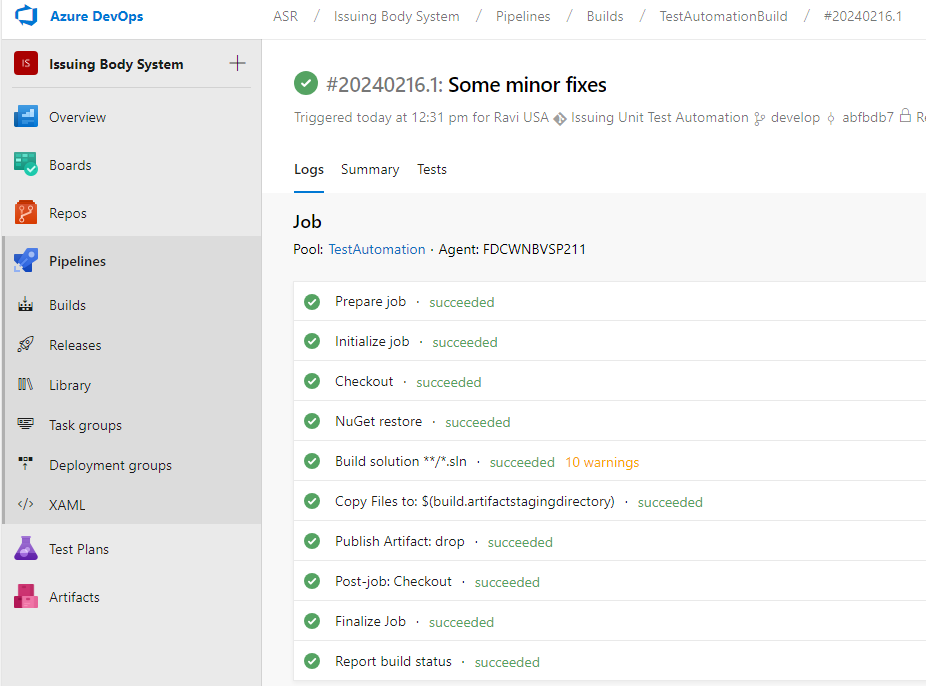 Azure DevOps
ASR / Issuing Body System / Pipelines / Builds / TestAutomationBuild / #20240216.1
IS Issuing Body System +
Overview
Boards
Repos
Pipelines
Builds
Releases
Library
Task groups
Deployment groups
XAML
Test Plans
Artifacts
#20240216.1: Some minor fixes
Triggered today at 12:31 pm for Ravi USA Issuing Unit Test Automation develop abfbdb7
Logs Summary Tests
Job
Pool: TestAutomation · Agent: FDCWNBVSP211
Prepare job · succeeded
Initialize job · succeeded
Checkout · succeeded
NuGet restore · succeeded
Build solution **/*.sln · succeeded 10 warnings
Copy Files to: $(build.artifactstagingdirectory) · succeeded
Publish Artifact: drop · succeeded
Post-job: Checkout · succeeded
Finalize Job · succeeded
Report build status · succeeded